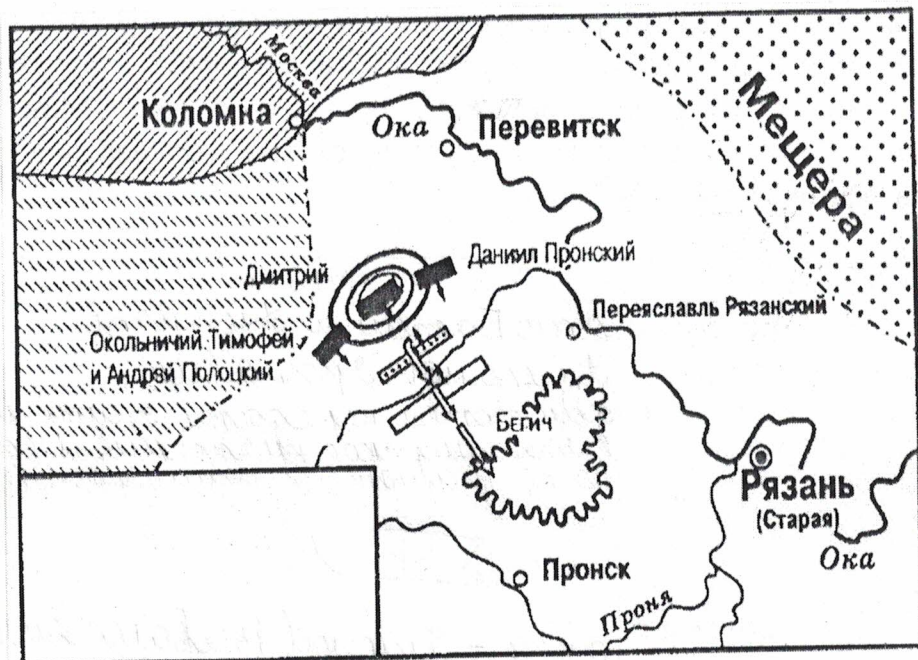 Москва
Коломна
Ока
Перевитск
Мещера
Дмитрий
Даниил Пронский
Переяславль Рязанский
Окольничий Тимофей
и Андрей Полоцкий
Бегич
Рязань
(Старая)
Ока
Пронск
Проня